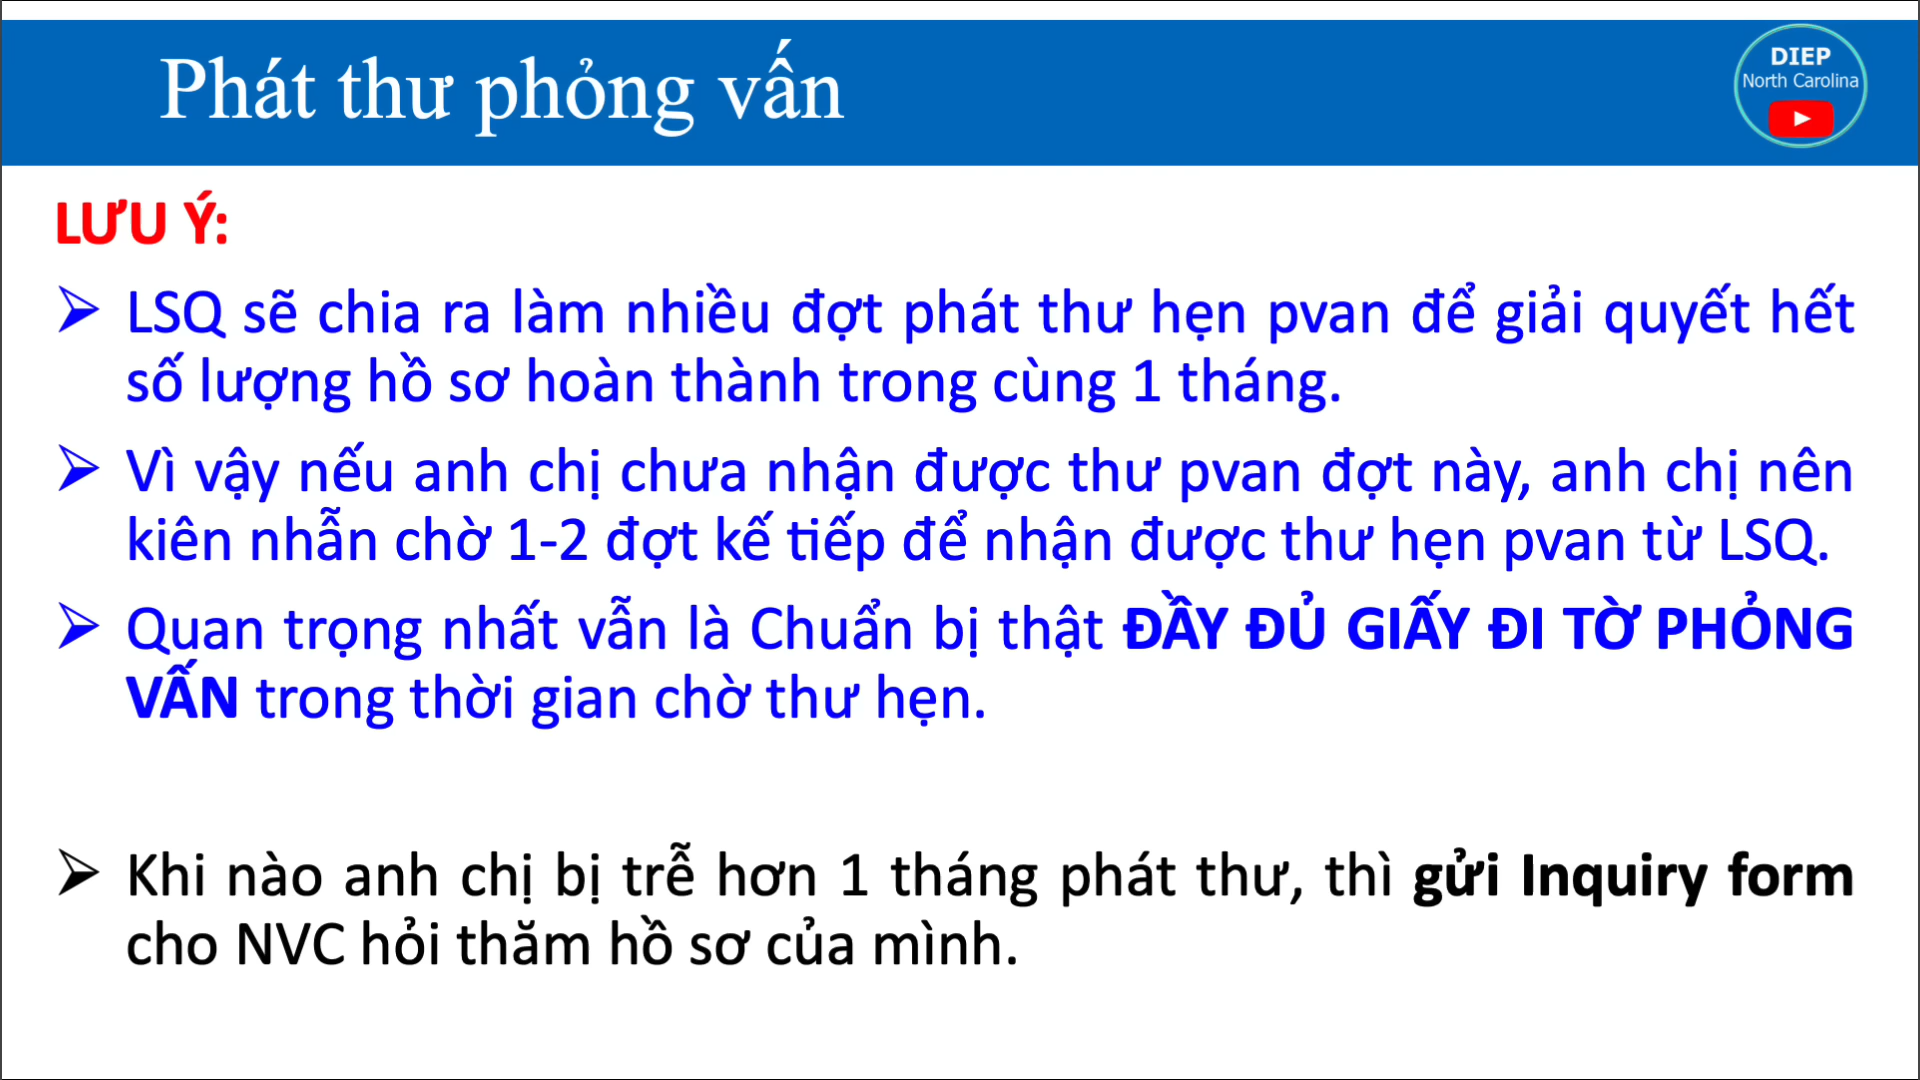 Phát thư phỏng vấn
DIEP
North Carolina
LƯU Ý:
LSQ sẽ chia ra làm nhiều đợt phát thư hẹn pvan để giải quyết hết
số lượng hồ sơ hoàn thành trong cùng 1 tháng.
Vì vậy nếu anh chị chưa nhận được thư pvan đợt này, anh chị nên
kiên nhẫn chờ 1-2 đợt kế tiếp để nhận được thư hẹn pvan từ LSQ.
Quan trọng nhất vẫn là Chuẩn bị thật ĐẦY ĐỦ GIẤY ĐI TỜ PHỎNG
VẤN trong thời gian chờ thư hẹn.
Khi nào anh chị bị trễ hơn 1 tháng phát thư, thì gửi Inquiry form
cho NVC hỏi thăm hồ sơ của mình.